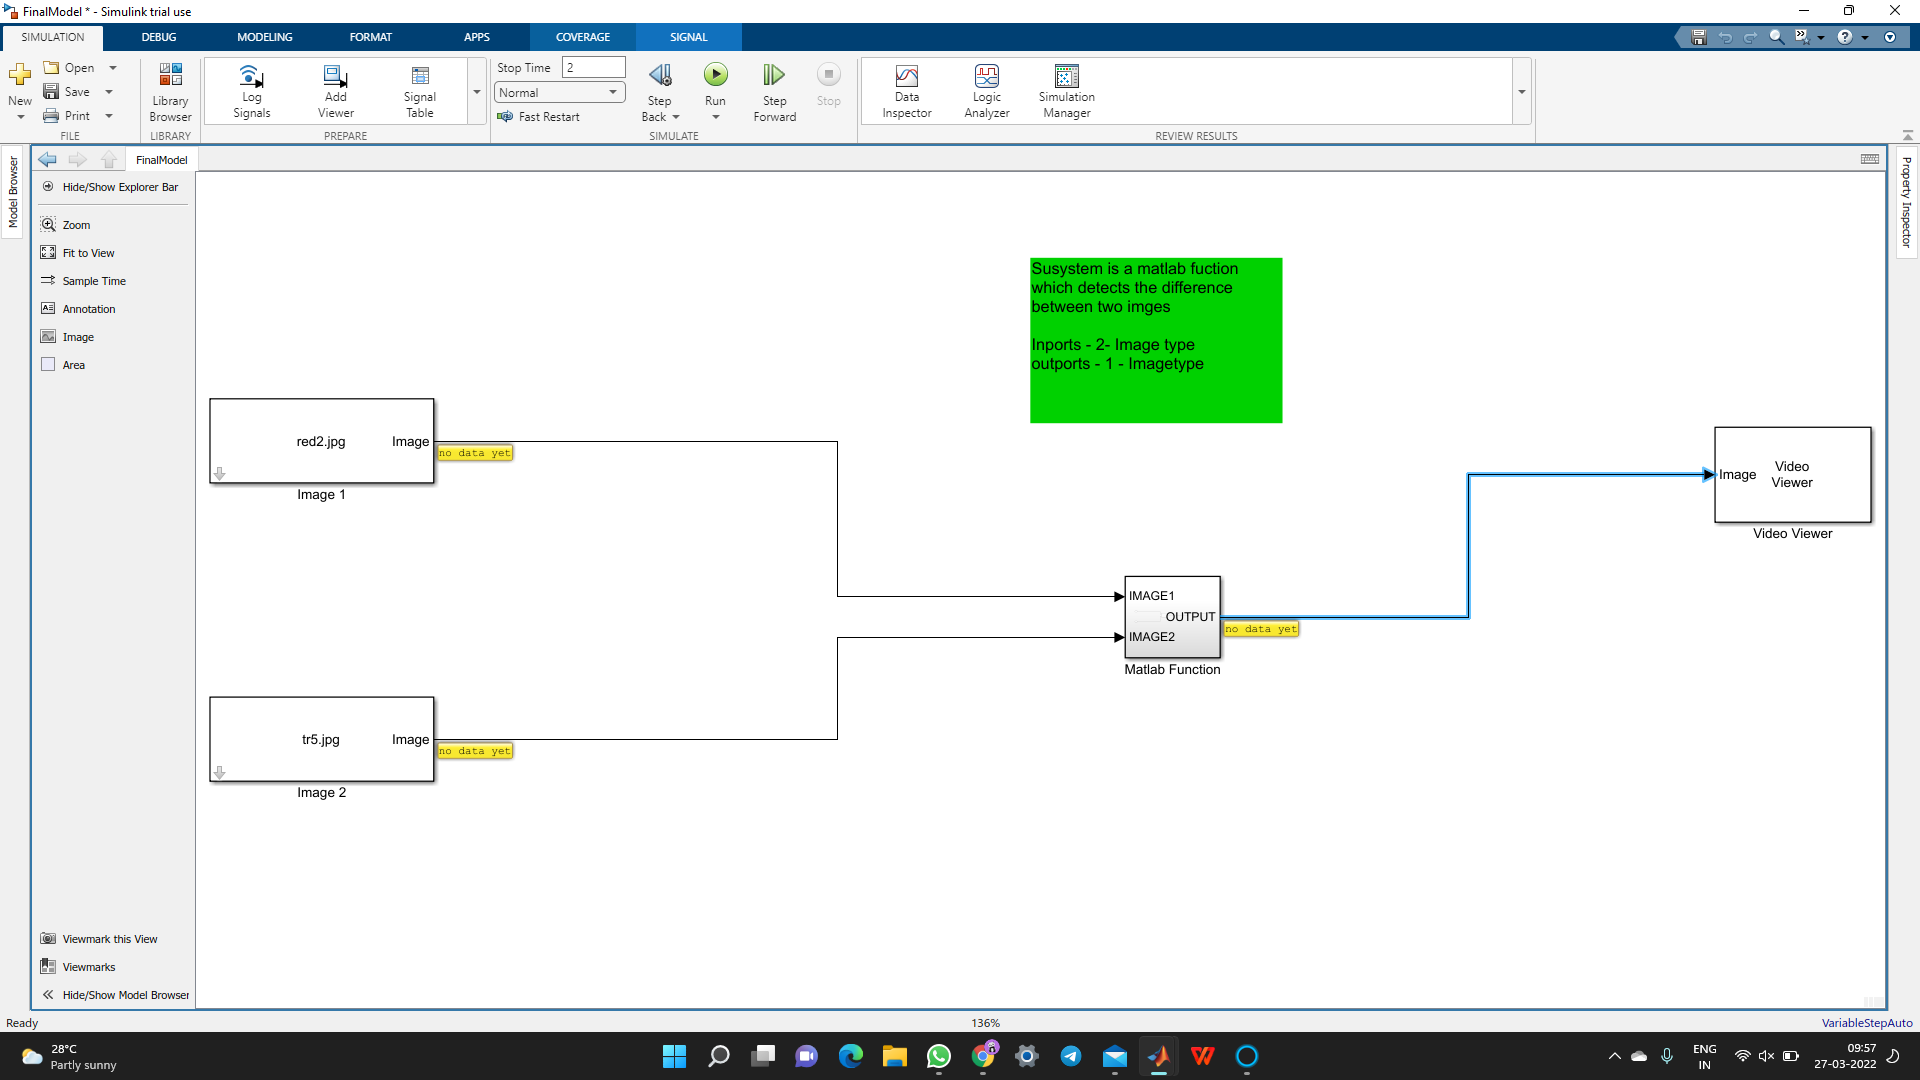 FinalModel * - Simulink trial use
SIMULATION DEBUG MODELING FORMAT APPS COVERAGE SIGNAL
New
Open
Save
Print
FILE
Library
Browser
LIBRARY
Log
Signals
Add
Viewer
Signal
Table
PREPARE
Stop Time 2
Normal
Fast Restart
Step
Back
Run
Step
Forward
Stop
SIMULATE
Data
Inspector
Logic
Analyzer
Simulation
Manager
REVIEW RESULTS
Model Browser
FinalModel
Property Inspector
Hide/Show Explorer Bar
Zoom
Fit to View
Sample Time
Annotation
Image
Area
Susystem is a matlab fuction
which detects the difference
between two imges
Inports - 2- Image type
outports - 1 - Imagetype
red2.jpg Image
no data yet
Image 1
Image Video
Viewer
Video Viewer
IMAGE1
OUTPUT
IMAGE2
no data yet
Matlab Function
tr5.jpg Image
no data yet
Image 2
Viewmark this View
Viewmarks
Hide/Show Model Browser
Ready 136% VariableStepAuto
28°C
Partly sunny
ENG
IN
09:57
27-03-2022